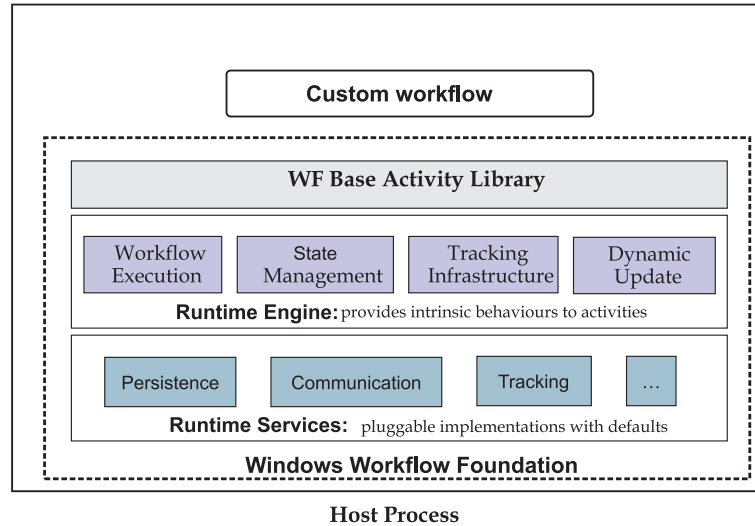 Custom workflow
WF Base Activity Library
Workflow Execution
State Management
Tracking Infrastructure
Dynamic Update
Runtime Engine: provides intrinsic behaviours to activities
Persistence
Communication
Tracking
...
Runtime Services: pluggable implementations with defaults
Windows Workflow Foundation
Host Process